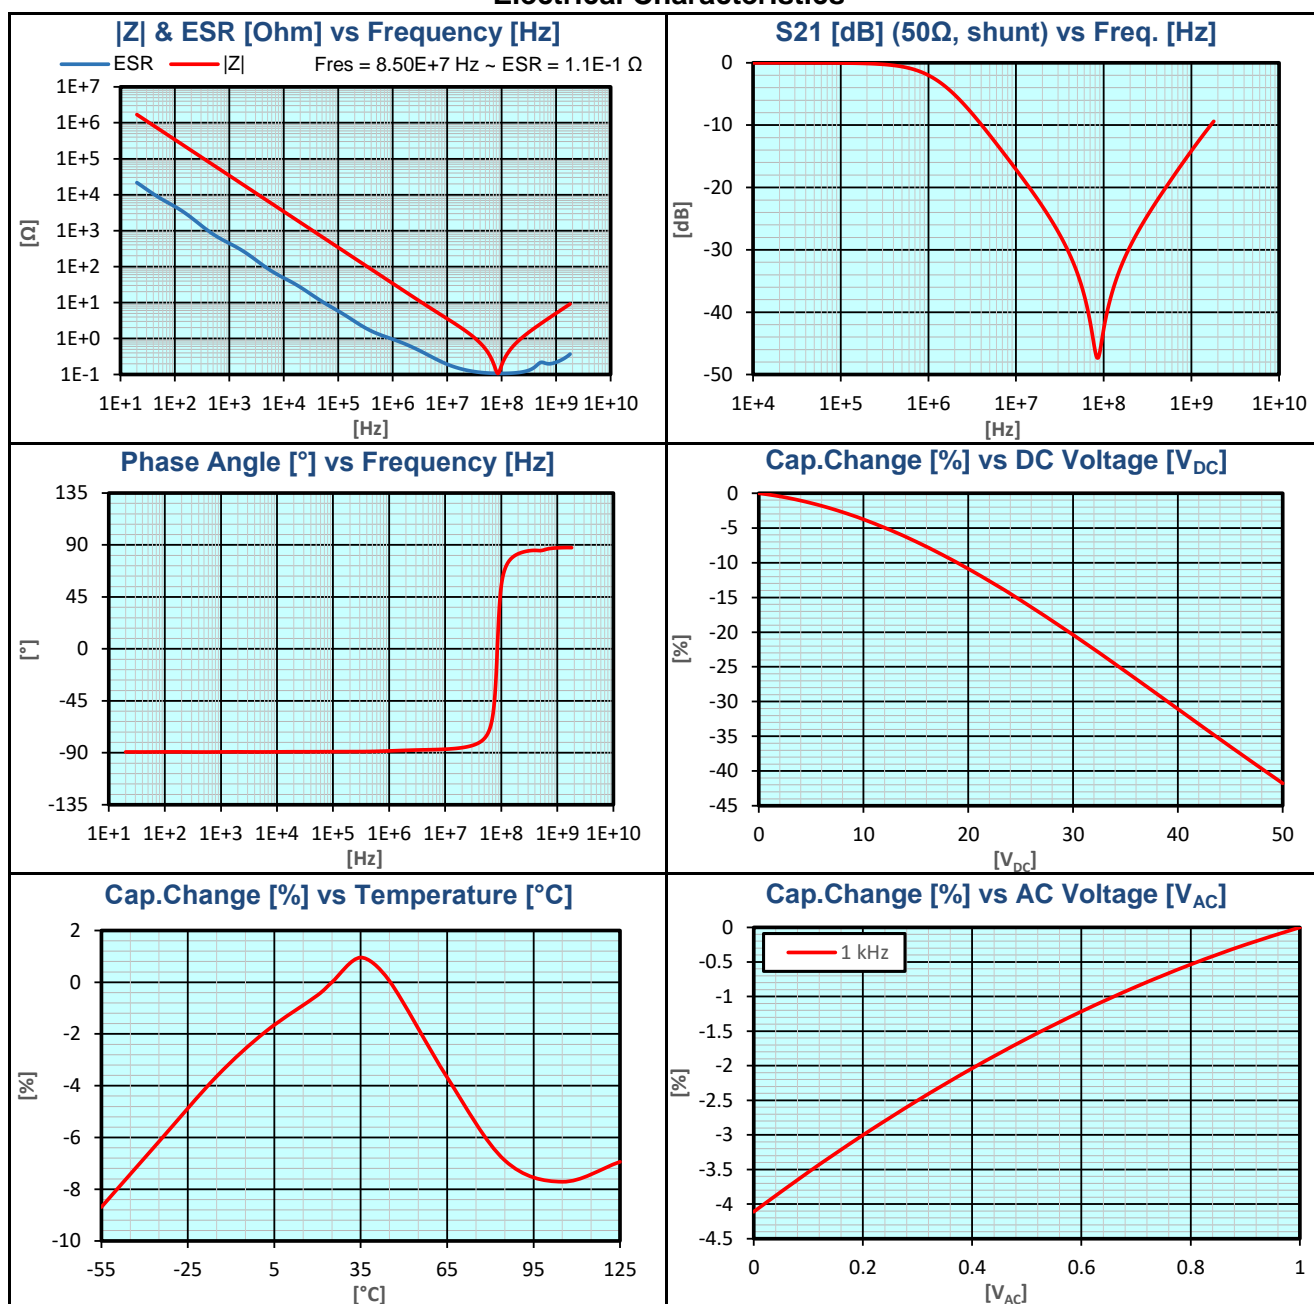 |Z| & ESR [Ohm] vs Frequency [Hz]
ESR |Z| Fres = 8.50E+7 Hz ~ ESR = 1.1E-1 Ω
1E+7
1E+6
1E+5
1E+4
1E+3
1E+2
1E+1
1E+0
1E-1
[Ω]
1E+1 1E+2 1E+3 1E+4 1E+5 1E+6 1E+7 1E+8 1E+9 1E+10
[Hz]
S21 [dB] (50Ω, shunt) vs Freq. [Hz]
0
-10
-20
-30
-40
-50
[dB]
1E+4 1E+5 1E+6 1E+7 1E+8 1E+9 1E+10
[Hz]
Phase Angle [°] vs Frequency [Hz]
135
90
45
0
-45
-90
-135
[°]
1E+1 1E+2 1E+3 1E+4 1E+5 1E+6 1E+7 1E+8 1E+9 1E+10
[Hz]
Cap.Change [%] vs DC Voltage [VDC]
0
-5
-10
-15
-20
-25
-30
-35
-40
-45
[%]
0 10 20 30 40 50
[VDC]
Cap.Change [%] vs Temperature [°C]
2
0
-2
-4
-6
-8
-10
[%]
-55 -25 5 35 65 95 125
[°C]
Cap.Change [%] vs AC Voltage [VAC]
1 kHz
0
-0.5
-1
-1.5
-2
-2.5
-3
-3.5
-4
-4.5
[%]
0 0.2 0.4 0.6 0.8 1
[VAC]